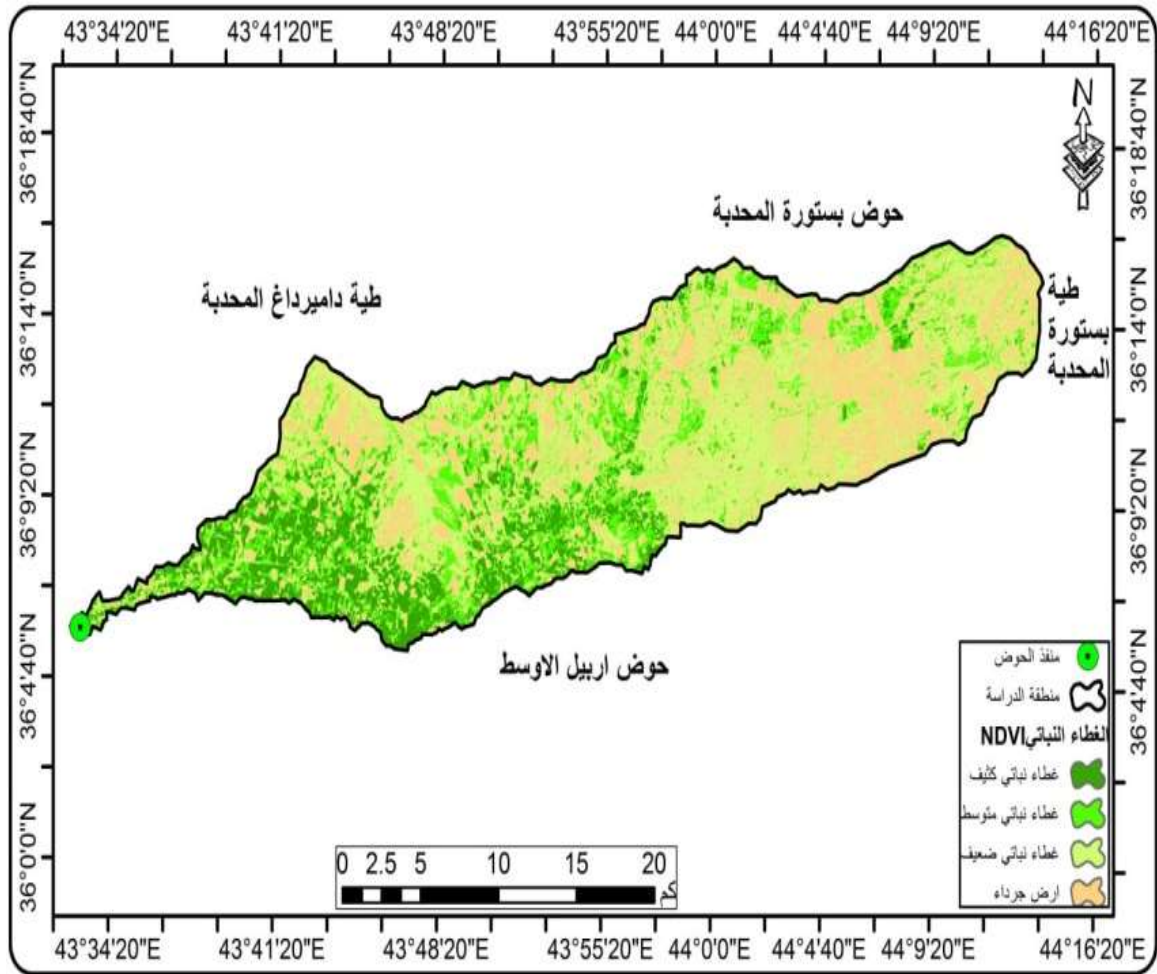 43°34'20"E 43°41'20"E 43°48'20"E 43°55'20"E 44°0'0"E 44°4'40"E 44°9'20"E 44°16'20"E
36°18'40"N
36°14'0"N
36°9'20"N
36°4'40"N
36°0'0"N
N
36°18'40"N
36°14'0"N
36°9'20"N
36°4'40"N
حوض بستورة المحدبة
طية داميرداغ المحدبة
طية
بستورة
المحدبة
حوض اربيل الاوسط
منفذ الحوض
منطقة الدراسة
الغطاء النباتيNDVI
غطاء نباتي كثيف
غطاء نباتي متوسط
غطاء نباتي ضعيف
ارض جرداء
0 2.5 5 10 15 20
كم
43°34'20"E 43°41'20"E 43°48'20"E 43°55'20"E 44°0'0"E 44°4'40"E 44°9'20"E 44°16'20"E